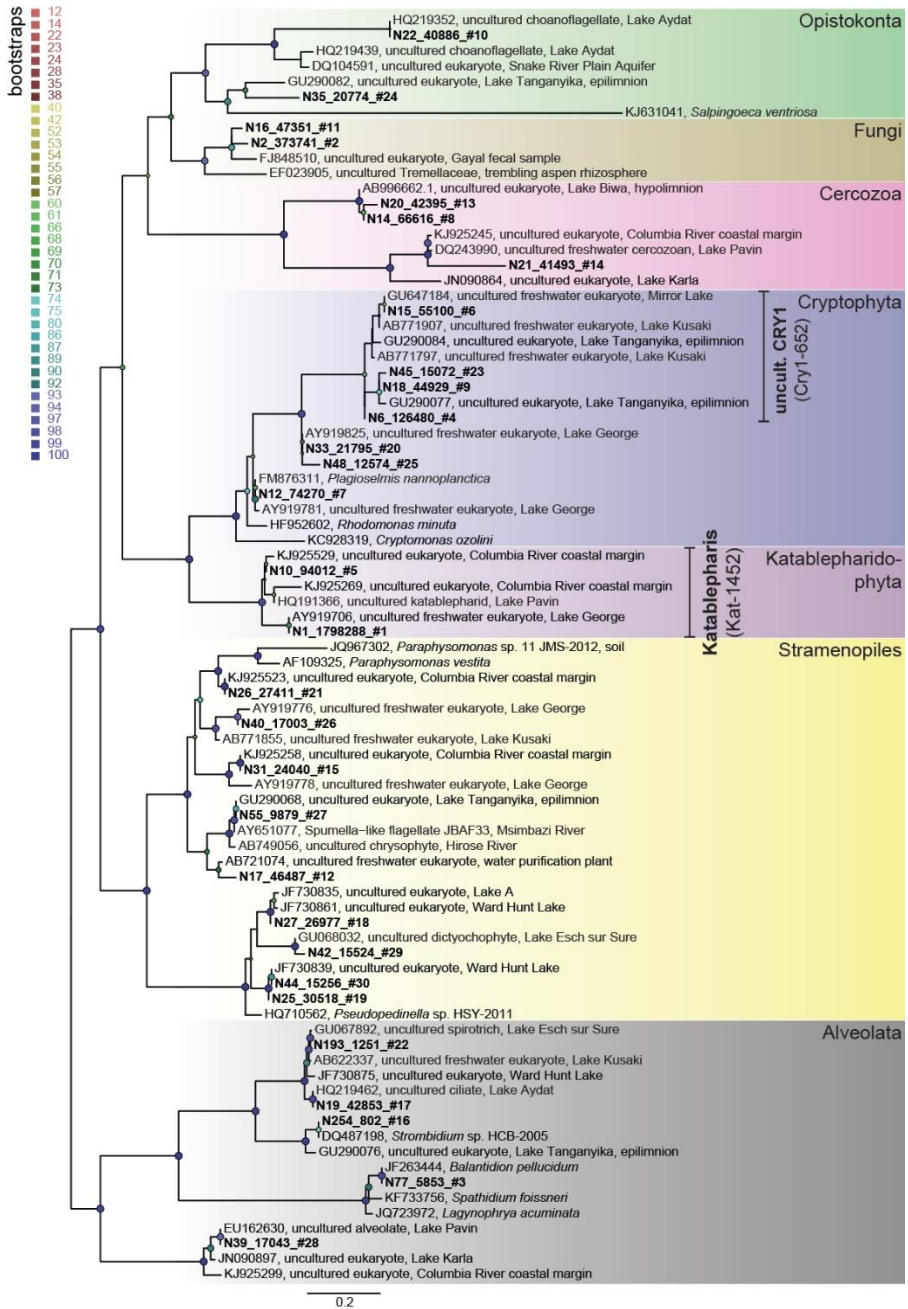 bootstraps
12
14
22
23
24
28
35
38
40
42
52
53
54
55
56
57
60
61
66
68
69
70
71
73
74
75
80
86
87
89
90
92
93
94
97
98
99
100
Opistokonta
HQ219352, uncultured choanoflagellate, Lake Aydat
N22_40886_#10
HQ219439, uncultured choanoflagellate, Lake Aydat
DQ104591, uncultured eukaryote, Snake River Plain Aquifer
GU290082, uncultured eukaryote, Lake Tanganyika, epilimnion
N35_20774_#24
KJ631041, Salpingoeca ventriosa
Fungi
N16_47351_#11
N2_373741_#2
FJ848510, uncultured eukaryote, Gayal fecal sample
EF023905, uncultured Tremellaceae, trembling aspen rhizosphere
Cercozoa
AB996662.1, uncultured eukaryote, Lake Biwa, hypolimnion
N20_42395_#13
N14_66616_#8
KJ925245, uncultured eukaryote, Columbia River coastal margin
DQ243990, uncultured freshwater cercozoan, Lake Pavin
N21_41493_#14
JN090864, uncultured eukaryote, Lake Karla
Cryptophyta
GU647184, uncultured freshwater eukaryote, Mirror Lake
N15_55100_#6
AB771907, uncultured freshwater eukaryote, Lake Kusaki
GU290084, uncultured eukaryote, Lake Tanganyika, epilimnion
AB771797, uncultured freshwater eukaryote, Lake Kusaki
N45_15072_#23
N18_44929_#9
GU290077, uncultured eukaryote, Lake Tanganyika, epilimnion
N6_126480_#4
uncult. CRY1
(Cry1-652)
AY919825, uncultured freshwater eukaryote, Lake George
N33_21795_#20
N48_12574_#25
FM876311, Plagioselmis nannoplanctica
N12_74270_#7
AY919781, uncultured freshwater eukaryote, Lake George
HF952602, Rhodomonas minuta
KC928319, Cryptomonas ozolini
Katablepharido-
phyta
KJ925529, uncultured eukaryote, Columbia River coastal margin
N10_94012_#5
KJ925269, uncultured eukaryote, Columbia River coastal margin
HQ191366, uncultured katablepharid, Lake Pavin
AY919706, uncultured freshwater eukaryote, Lake George
N1_1798288_#1
Katablepharis
(Kat-1452)
Stramenopiles
JQ967302, Paraphysomonas sp. 11 JMS-2012, soil
AF109325, Paraphysomonas vestita
KJ925523, uncultured eukaryote, Columbia River coastal margin
N26_27411_#21
AY919776, uncultured freshwater eukaryote, Lake George
N40_17003_#26
AB771855, uncultured freshwater eukaryote, Lake Kusaki
KJ925258, uncultured eukaryote, Columbia River coastal margin
N31_24040_#15
AY919778, uncultured freshwater eukaryote, Lake George
GU290068, uncultured eukaryote, Lake Tanganyika, epilimnion
N55_9879_#27
AY651077, Spumella−like flagellate JBAF33, Msimbazi River
AB749056, uncultured chrysophyte, Hirose River
AB721074, uncultured freshwater eukaryote, water purification plant
N17_46487_#12
JF730835, uncultured eukaryote, Lake A
JF730861, uncultured eukaryote, Ward Hunt Lake
N27_26977_#18
GU068032, uncultured dictyochophyte, Lake Esch sur Sure
N42_15524_#29
JF730839, uncultured eukaryote, Ward Hunt Lake
N44_15256_#30
N25_30518_#19
HQ710562, Pseudopedinella sp. HSY-2011
Alveolata
GU067892, uncultured spirotrich, Lake Esch sur Sure
N193_1251_#22
AB622337, uncultured freshwater eukaryote, Lake Kusaki
JF730875, uncultured eukaryote, Ward Hunt Lake
HQ219462, uncultured ciliate, Lake Aydat
N19_42853_#17
N254_802_#16
DQ487198, Strombidium sp. HCB-2005
GU290076, uncultured eukaryote, Lake Tanganyika, epilimnion
JF263444, Balantidion pellucidum
N77_5853_#3
KF733756, Spathidium foissneri
JQ723972, Lagynophrya acuminata
EU162630, uncultured alveolate, Lake Pavin
N39_17043_#28
JN090897, uncultured eukaryote, Lake Karla
KJ925299, uncultured eukaryote, Columbia River coastal margin
0.2